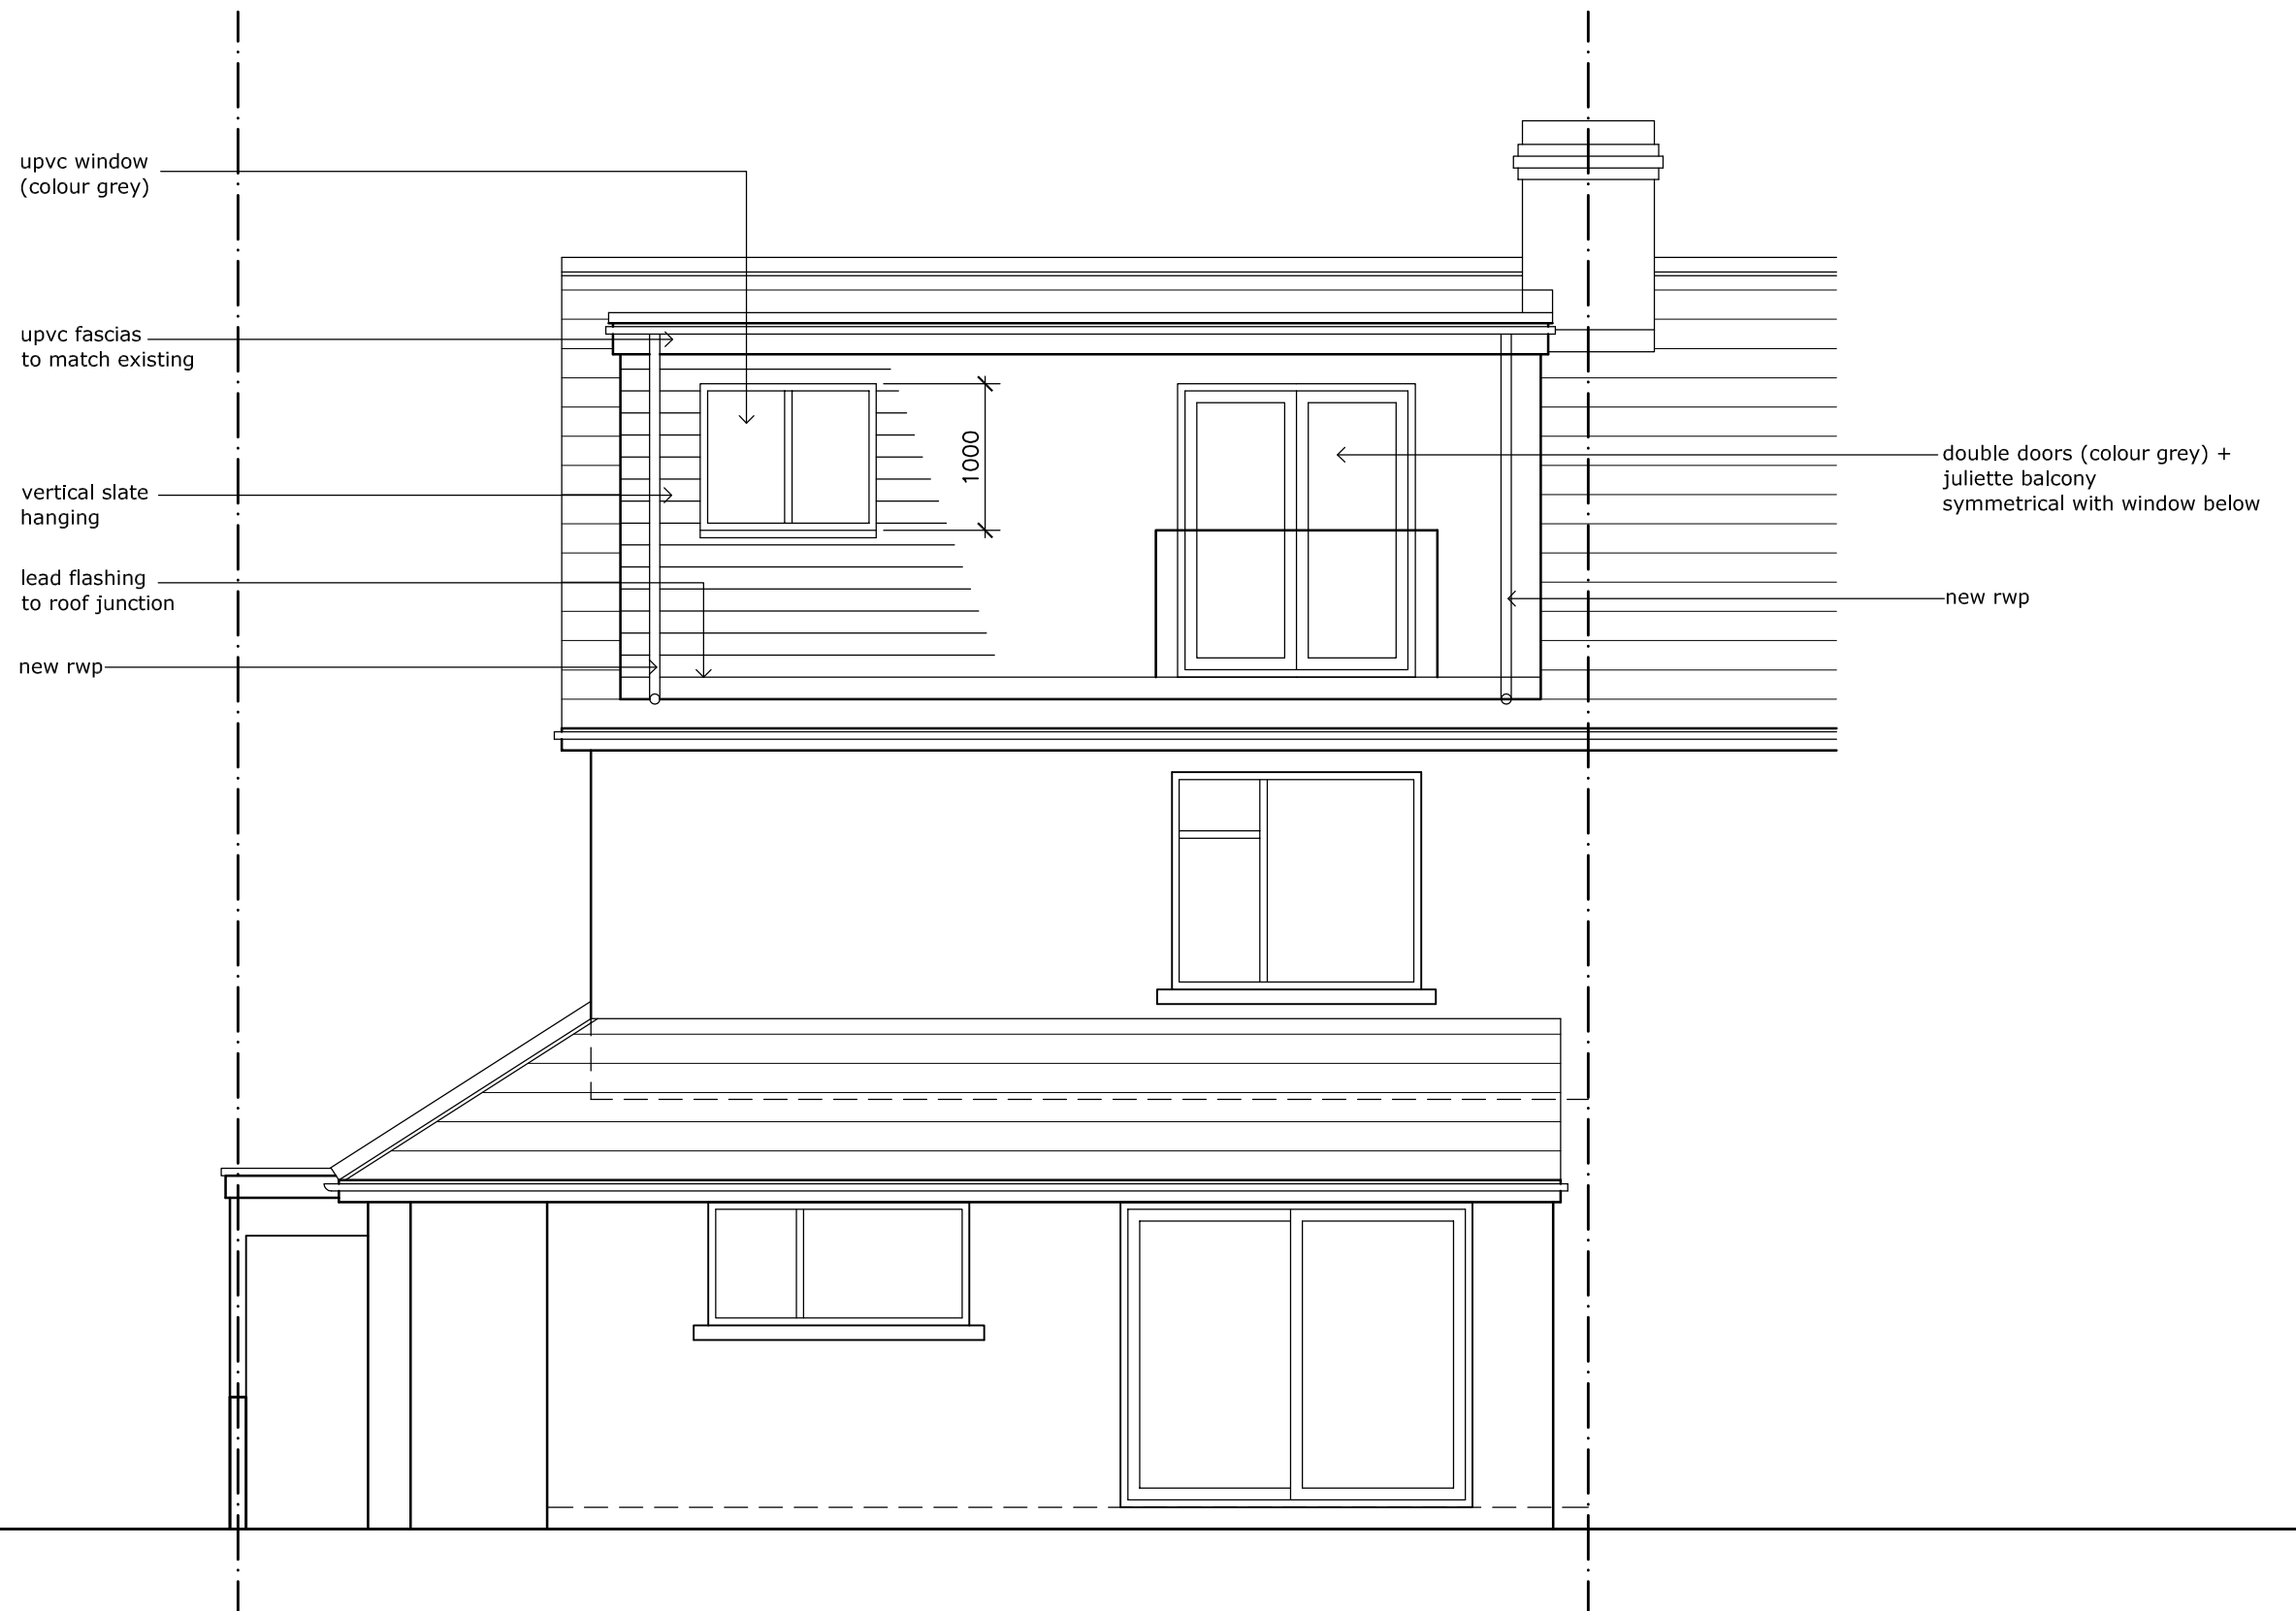 upvc window
(colour grey)
upvc fascias
to match existing
vertical slate
hanging
lead flashing
to roof junction
new rwp
1000
double doors (colour grey) +
juliette balcony
symmetrical with window below
new rwp